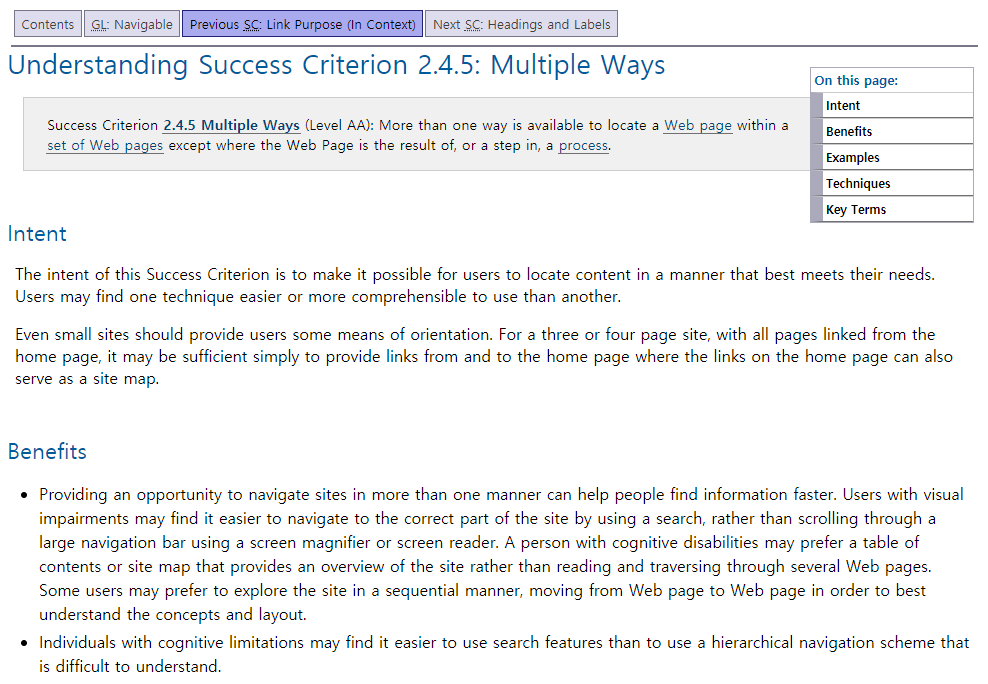 Contents GL: Navigable Previous SC: Link Purpose (In Context) Next SC: Headings and Labels
Understanding Success Criterion 2.4.5: Multiple Ways
On this page:
Intent
Benefits
Examples
Techniques
Key Terms
Success Criterion 2.4.5 Multiple Ways (Level AA): More than one way is available to locate a Web page within a
set of Web pages except where the Web Page is the result of, or a step in, a process.
Intent
The intent of this Success Criterion is to make it possible for users to locate content in a manner that best meets their needs.
Users may find one technique easier or more comprehensible to use than another.
Even small sites should provide users some means of orientation. For a three or four page site, with all pages linked from the
home page, it may be sufficient simply to provide links from and to the home page where the links on the home page can also
serve as a site map.
Benefits
• Providing an opportunity to navigate sites in more than one manner can help people find information faster. Users with visual
impairments may find it easier to navigate to the correct part of the site by using a search, rather than scrolling through a
large navigation bar using a screen magnifier or screen reader. A person with cognitive disabilities may prefer a table of
contents or site map that provides an overview of the site rather than reading and traversing through several Web pages.
Some users may prefer to explore the site in a sequential manner, moving from Web page to Web page in order to best
understand the concepts and layout.
• Individuals with cognitive limitations may find it easier to use search features than to use a hierarchical navigation scheme that
is difficult to understand.